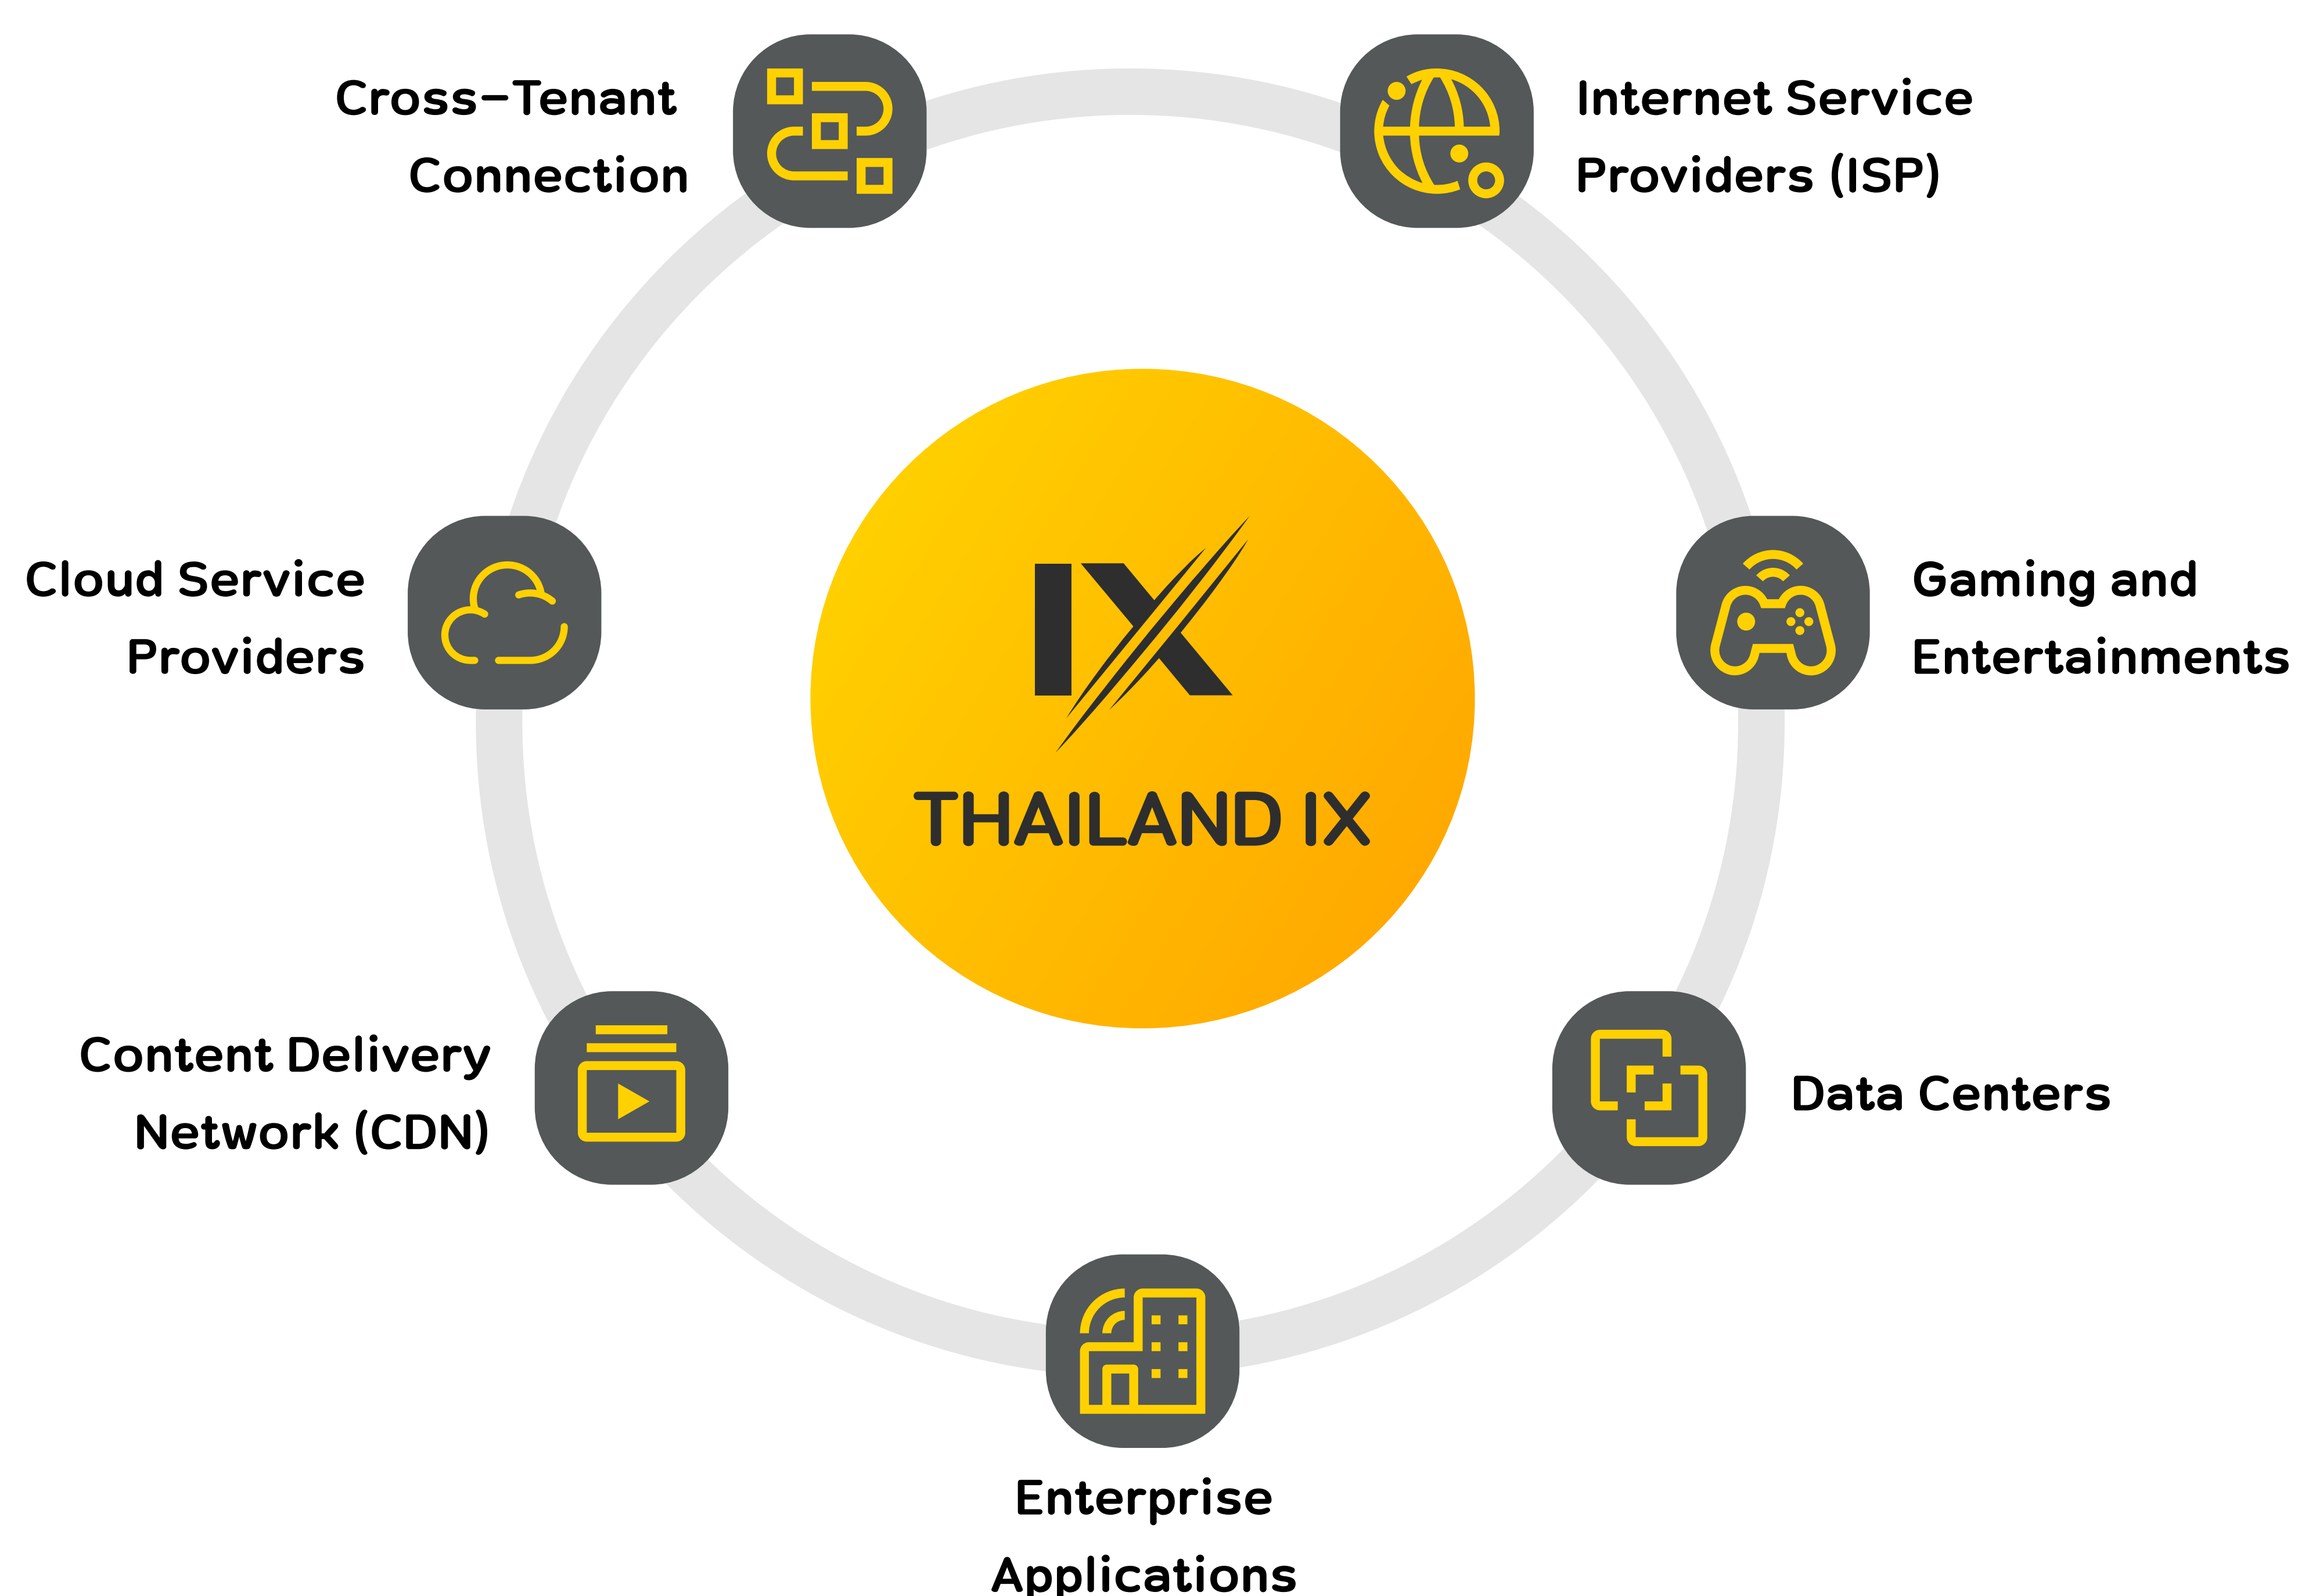 Cross-Tenant
Connection
Internet Service
Providers (ISP)
Cloud Service
Providers
Gaming and
Entertainments
IX
THAILAND IX
Content Delivery
Network (CDN)
Data Centers
Enterprise
Applications